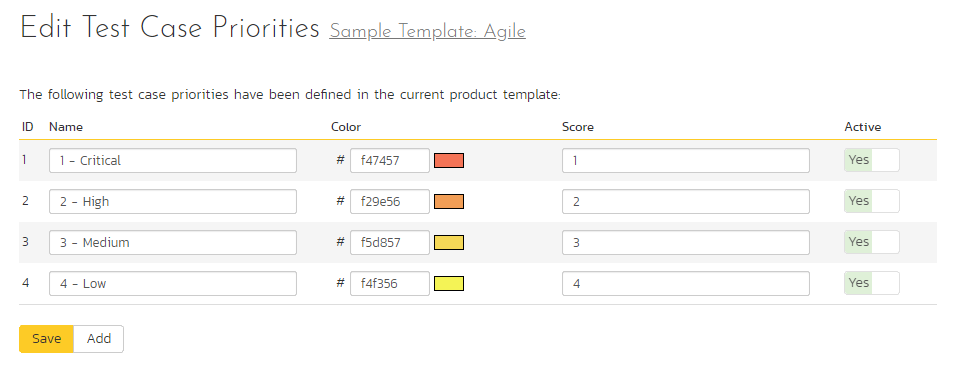 Edit Test Case Priorities Sample Template: Agile
The following test case priorities have been defined in the current product template:
ID Name Color Score Active
1 1 - Critical # f47457 1 Yes
2 2 - High # f29e56 2 Yes
3 3 - Medium # f5d857 3 Yes
4 4 - Low # f4f356 4 Yes
Save Add